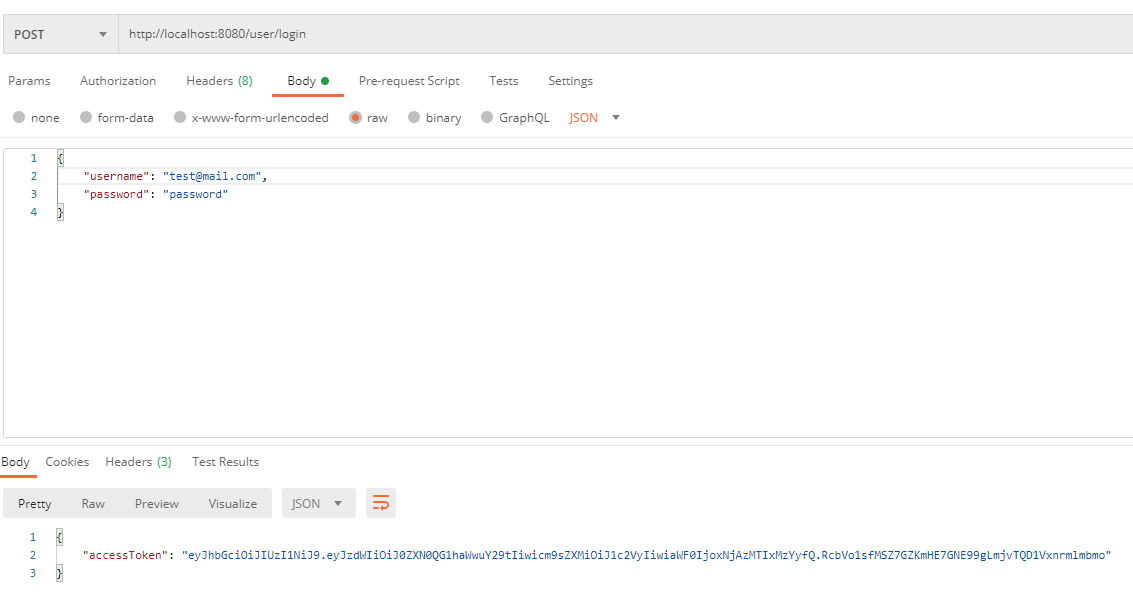 POST http://localhost:8080/user/login
Params Authorization Headers (8) Body Pre-request Script Tests Settings
none form-data x-www-form-urlencoded raw binary GraphQL JSON
1 {
2 "username": "test@mail.com",
3 "password": "password"
4 }
Body Cookies Headers (3) Test Results
Pretty Raw Preview Visualize JSON
1 {
2 "accessToken": "eyJhbGciOiJIUzI1NiJ9.eyJzdWIiOiJ0ZXN0QG1haWwuY29tIiwicm9sZXMiOiJ1c2VyIiwiaWF0IjoxNjAzMTIxMzYyfQ.RcbVo1sfMSZ7GZKmHE7GNE99gLmjvTQD1Vxnrmlmbmo"
3 }